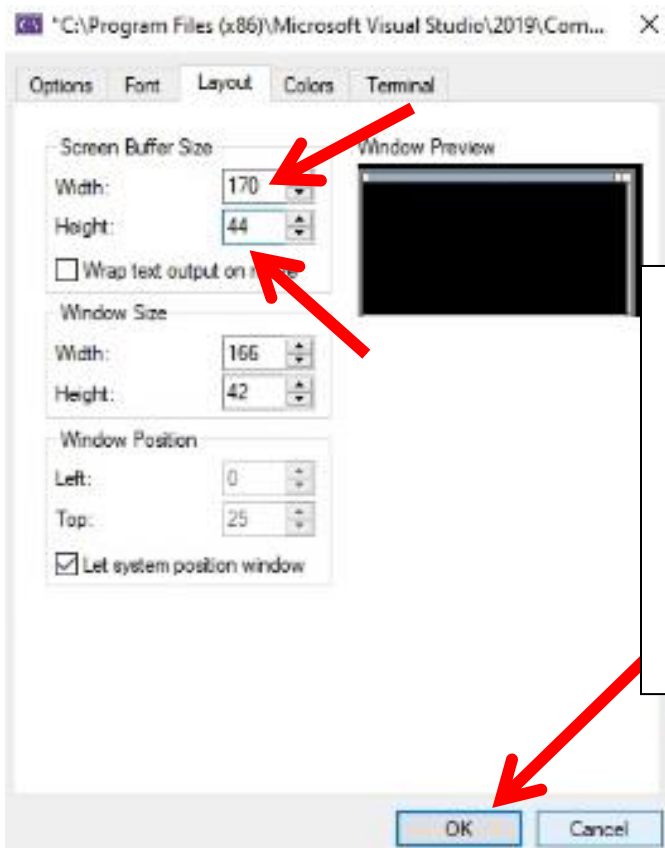 "C:\Program Files (x86)\Microsoft Visual Studio\2019\Com...
Options Font Layout Colors Terminal
Screen Buffer Size
Width: 170
Height: 44
Wrap text output on
Window Size
Width: 166
Height: 42
Window Position
Left: 0
Top: 25
Let system position window
Window Preview
OK Cancel